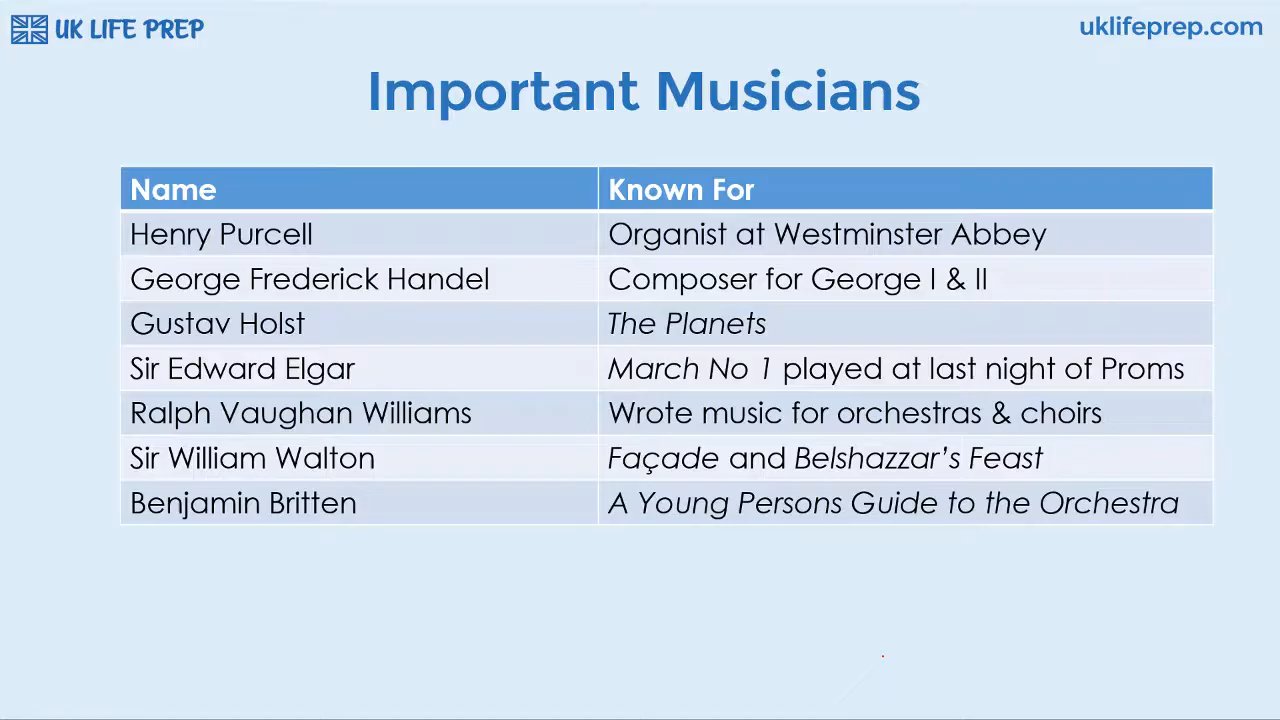 UK LIFE PREP
uklifeprep.com
Important Musicians
Name Known For
Henry Purcell Organist at Westminster Abbey
George Frederick Handel Composer for George I & II
Gustav Holst The Planets
Sir Edward Elgar March No 1 played at last night of Proms
Ralph Vaughan Williams Wrote music for orchestras & choirs
Sir William Walton Façade and Belshazzar’s Feast
Benjamin Britten A Young Persons Guide to the Orchestra